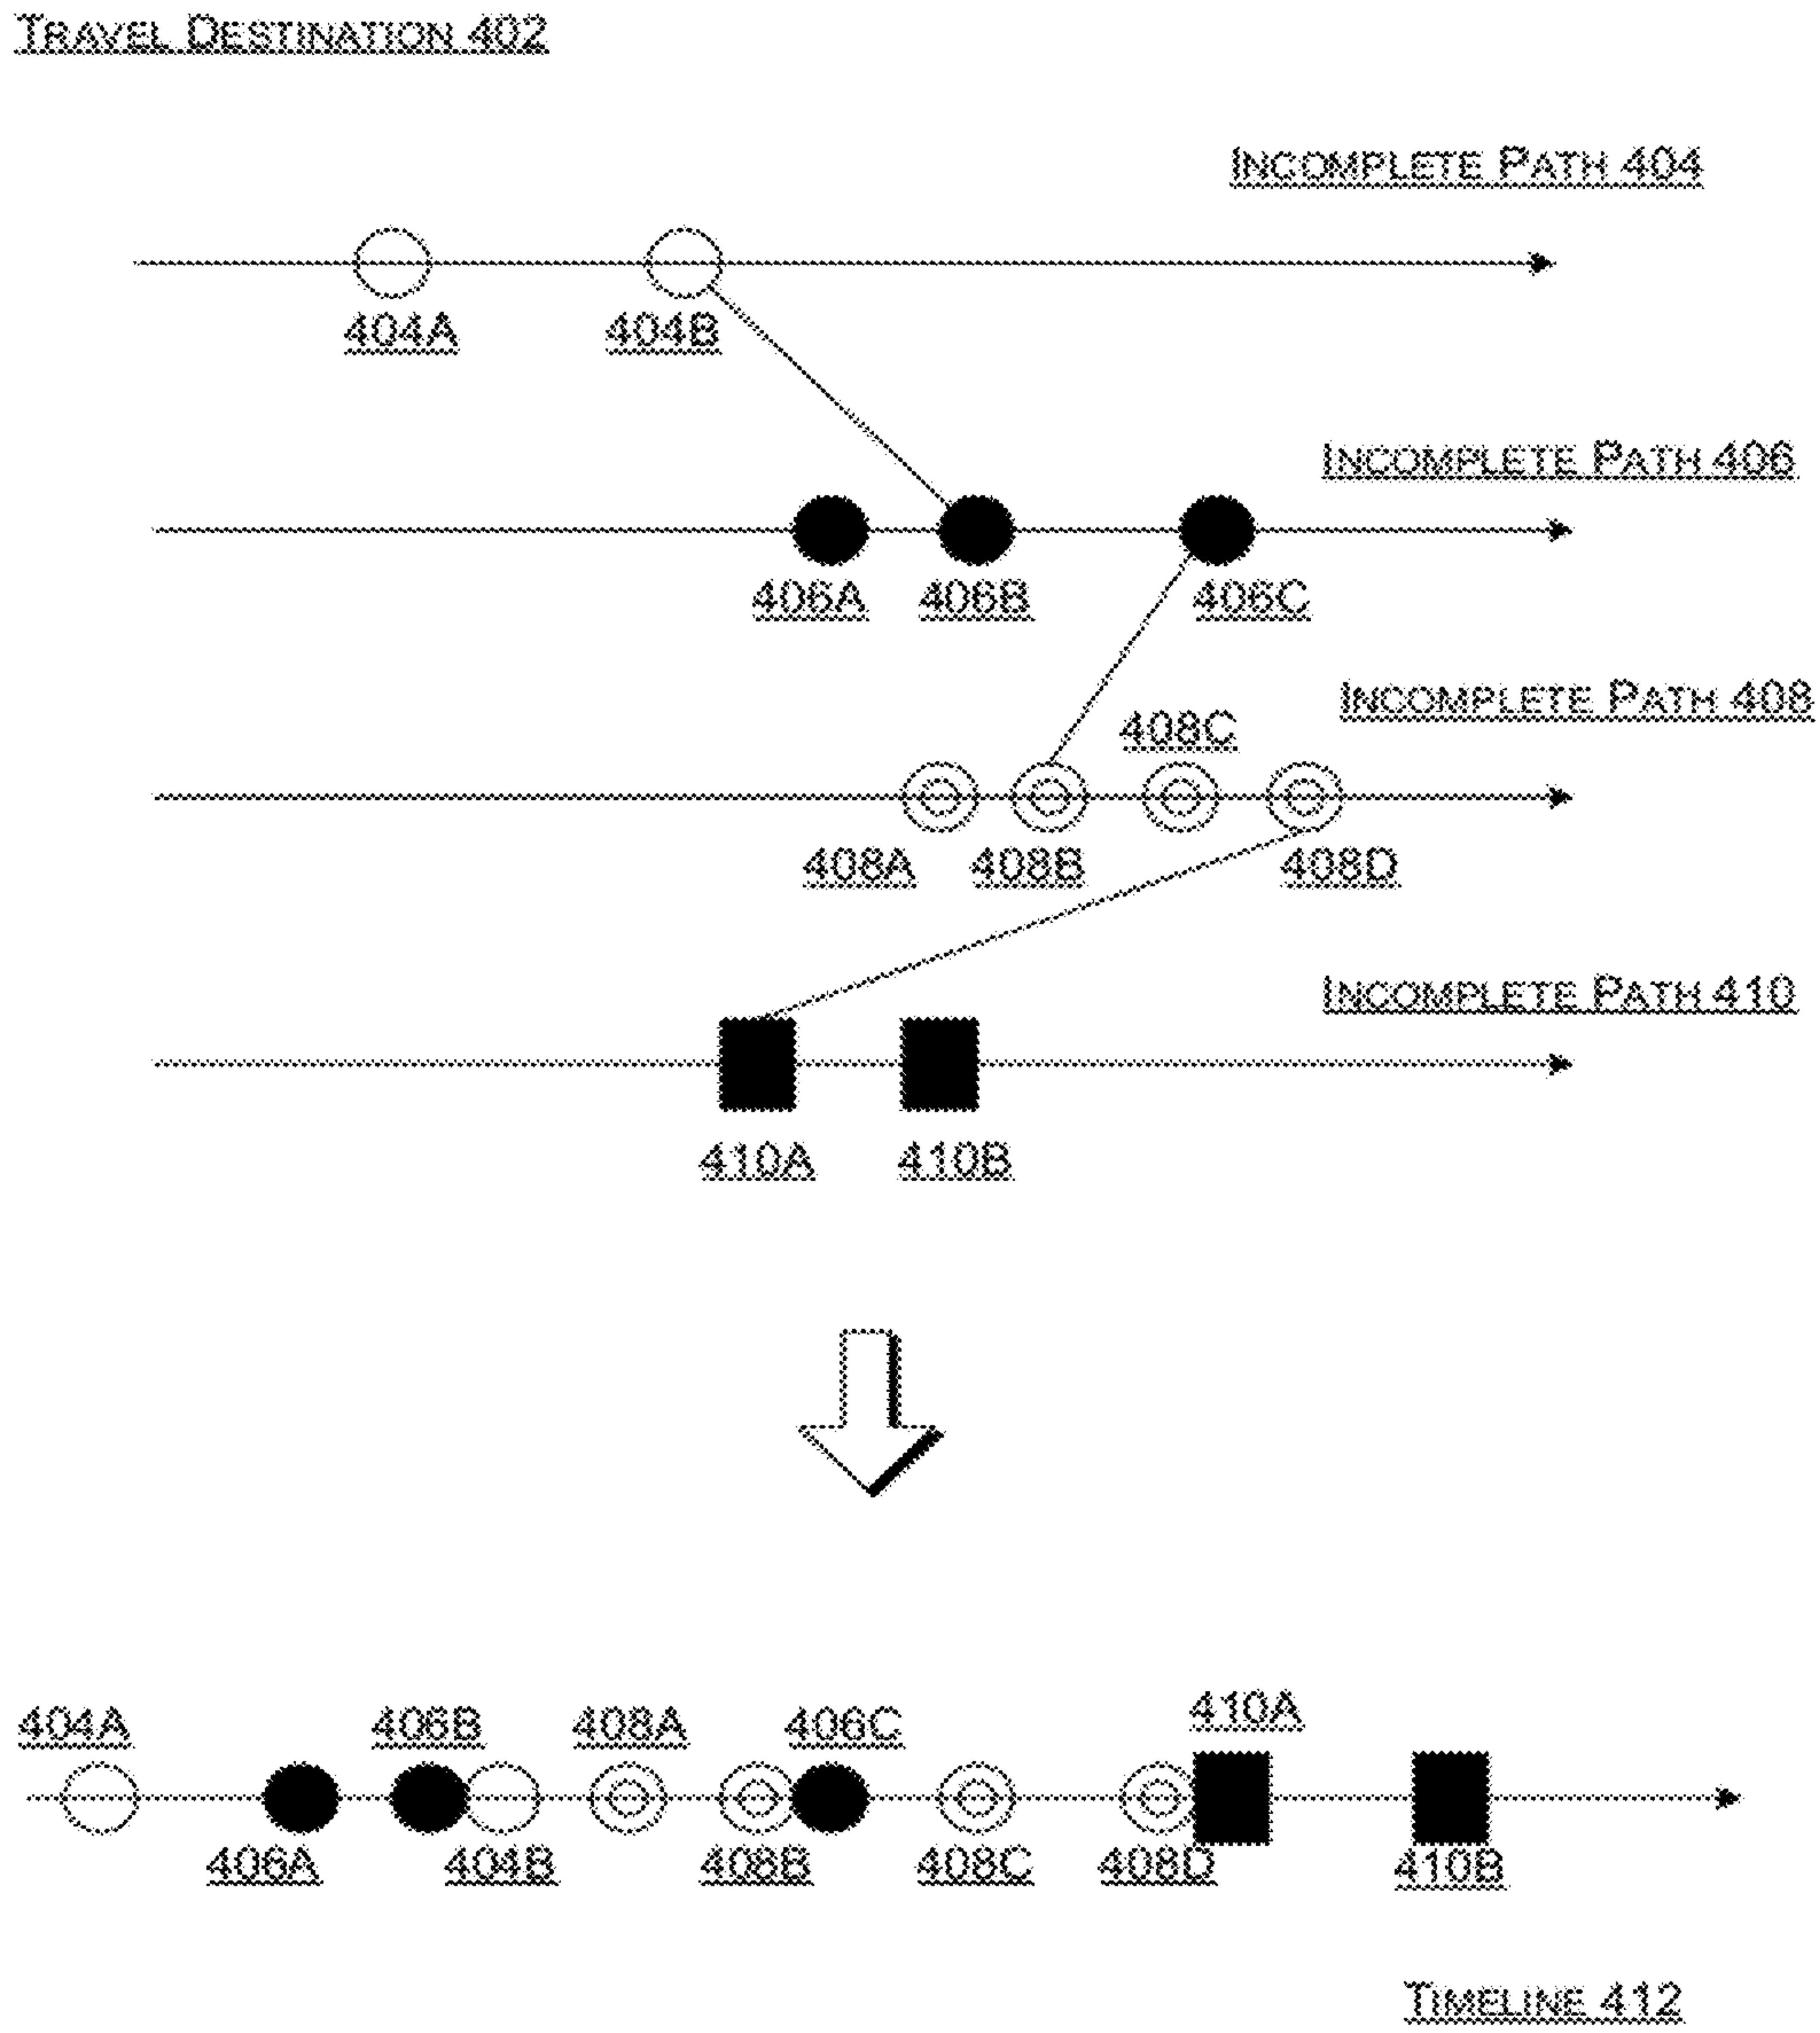 TRAVEL DESTINATION 402
INCOMPLETE PATH 404
404A 404B
INCOMPLETE PATH 406
406A 406B 406C
INCOMPLETE PATH 408
408C
408A 408B 408D
INCOMPLETE PATH 410
410A 410B
410A
404A 406B 408A 406C
406A 404B 408B 408C 408D 410B
TIMELINE 412